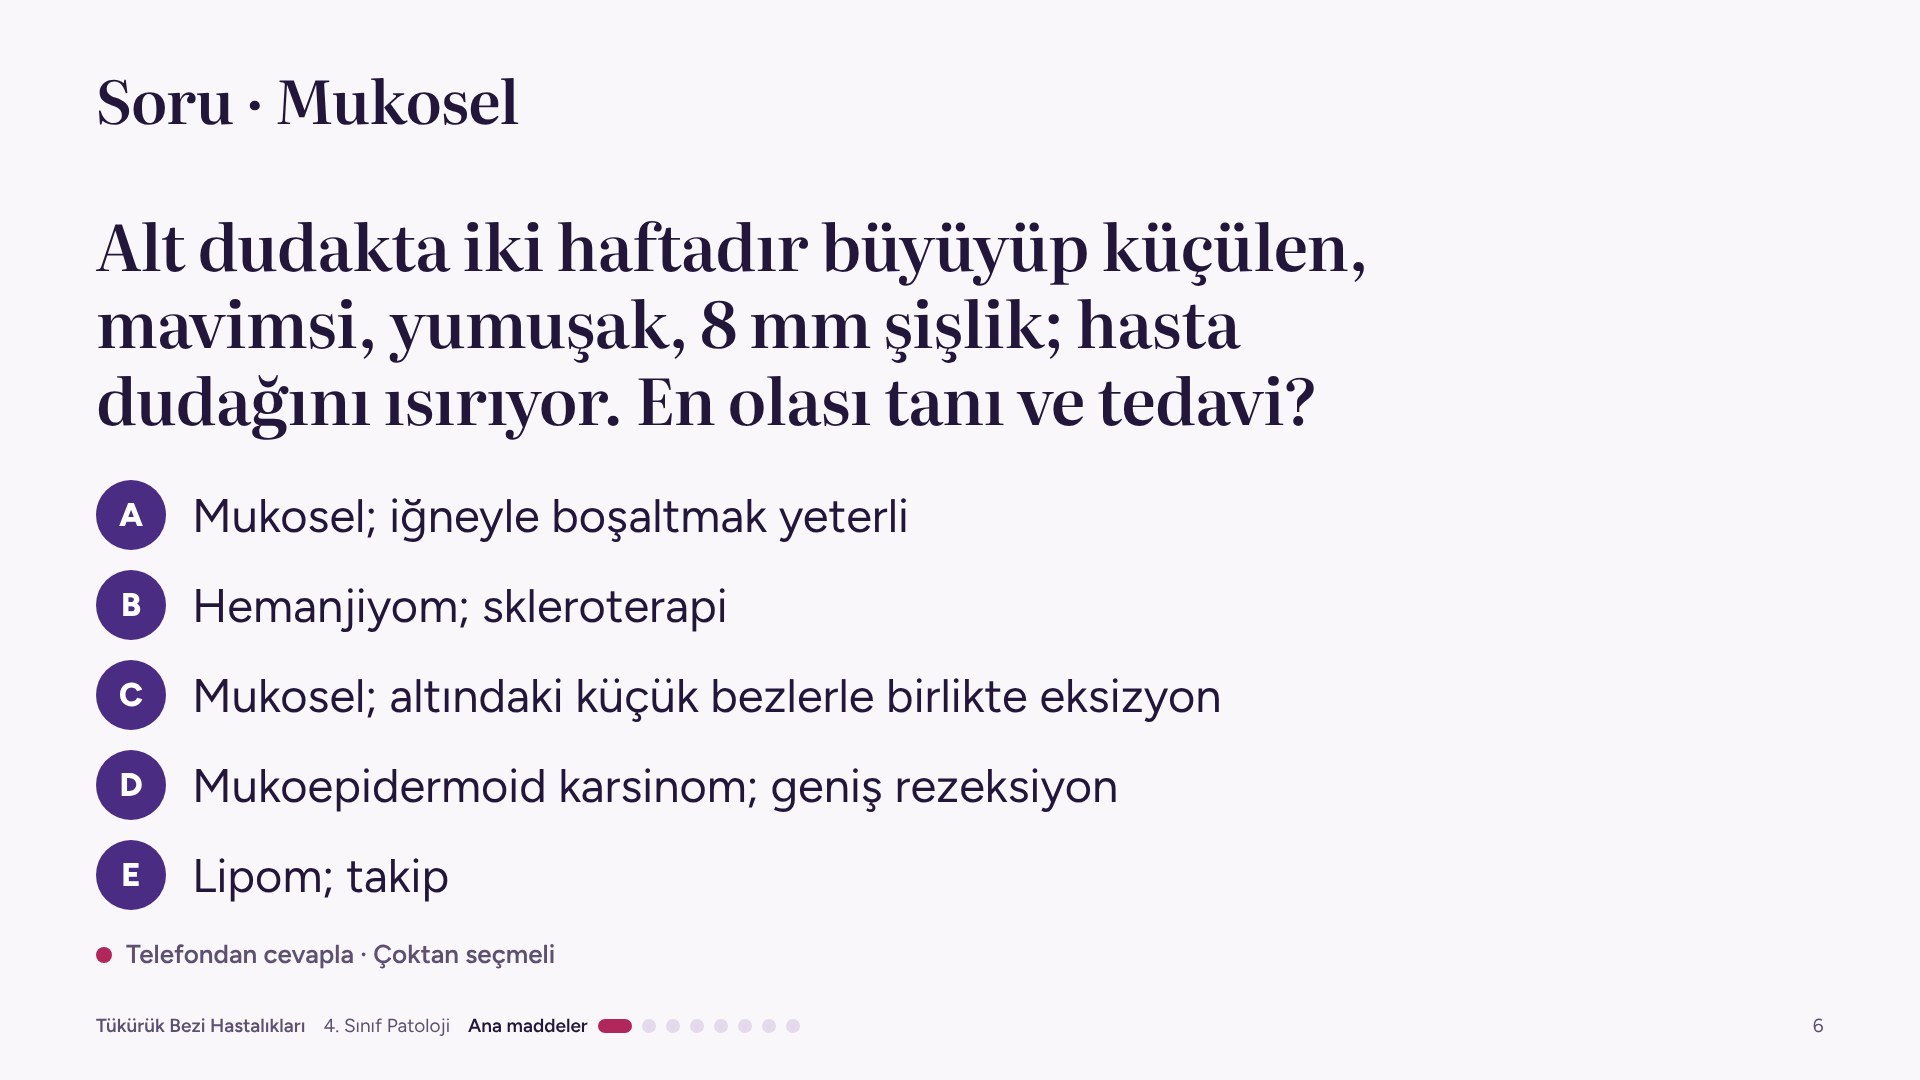 Soru · Mukosel
Alt dudakta iki haftadır büyüyüp küçülen,
mavimsi, yumuşak, 8 mm şişlik; hasta
dudağını ısırıyor. En olası tanı ve tedavi?
A Mukosel; iğneyle boşaltmak yeterli
B Hemanjiyom; skleroterapi
C Mukosel; altındaki küçük bezlerle birlikte eksizyon
D Mukoepidermoid karsinom; geniş rezeksiyon
E Lipom; takip
Telefondan cevapla · Çoktan seçmeli
Tükürük Bezi Hastalıkları 4. Sınıf Patoloji Ana maddeler 6